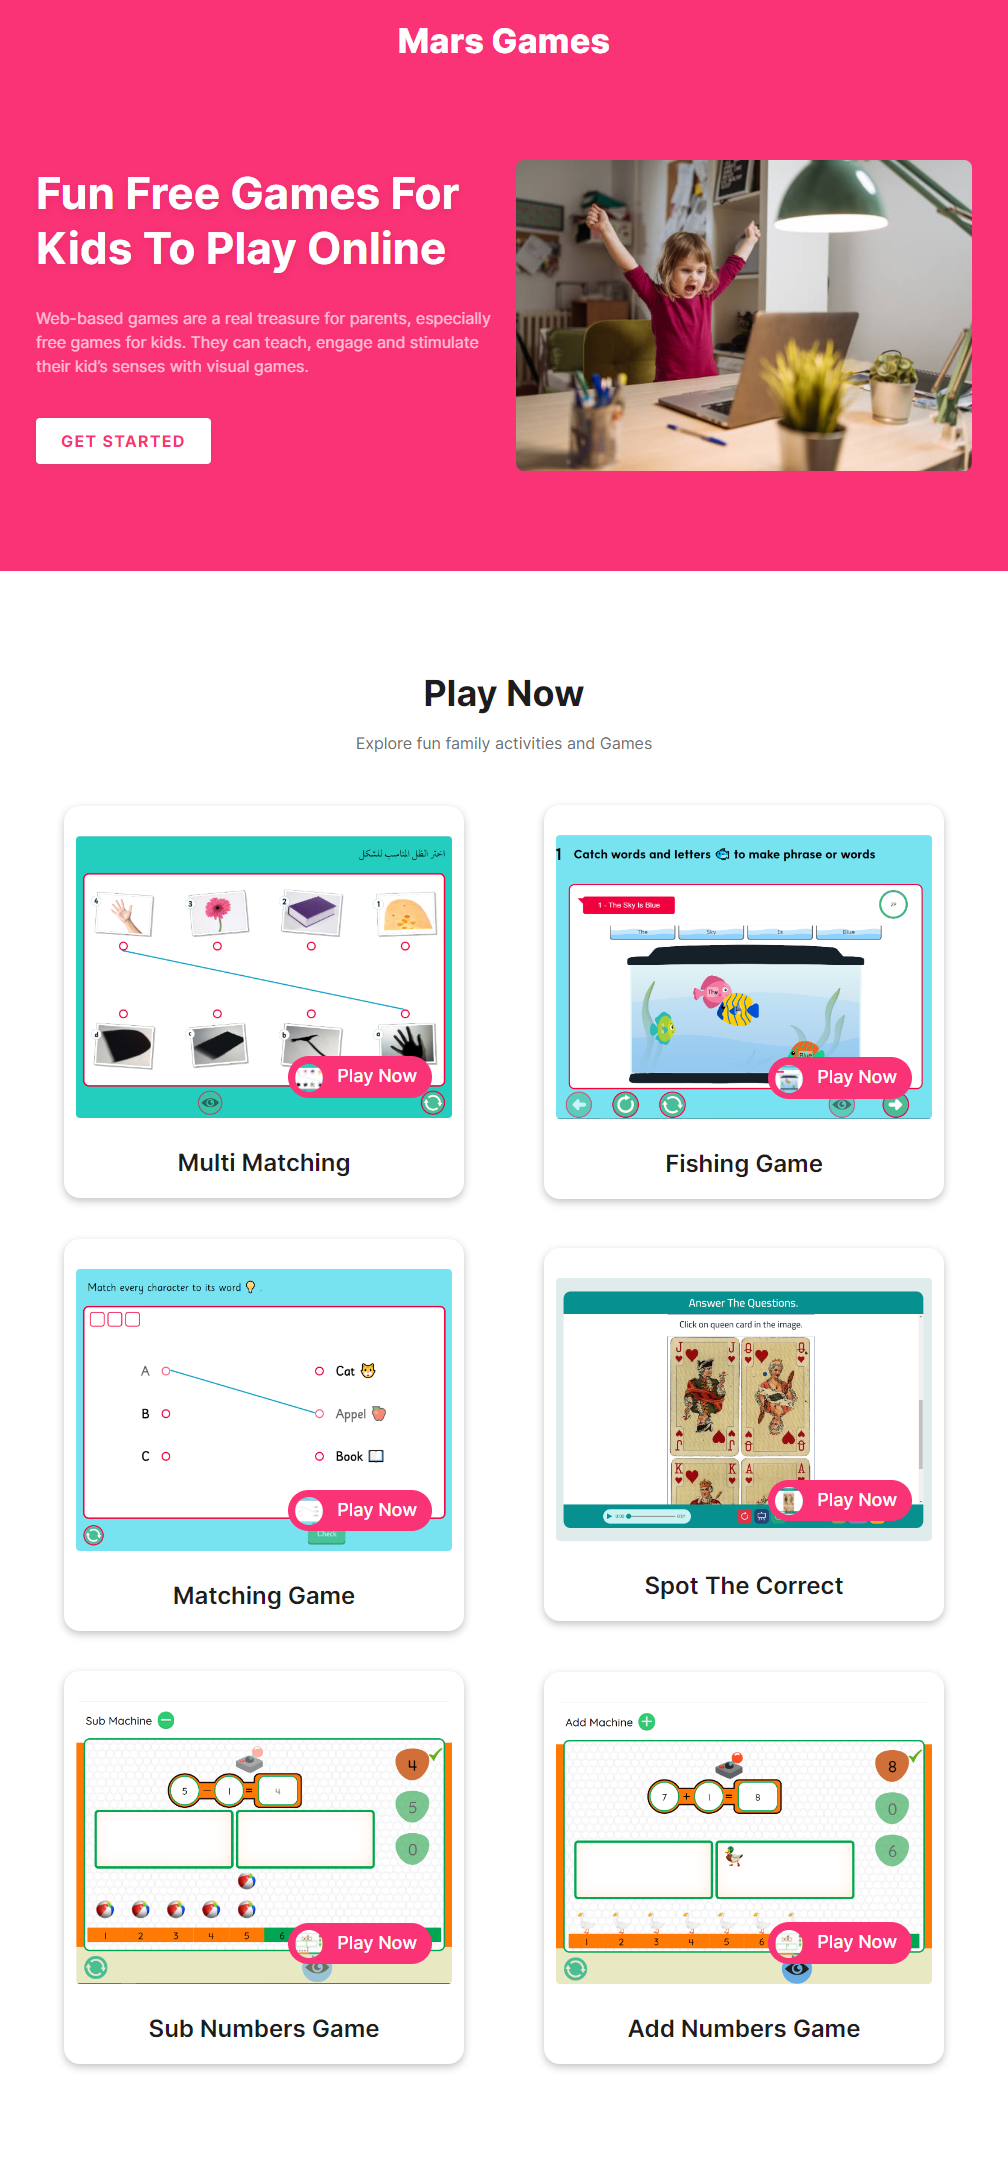 Mars Games
Fun Free Games For
Kids To Play Online
Web-based games are a real treasure for parents, especially
free games for kids. They can teach, engage and stimulate
their kid's senses with visual games.
GET STARTED
Play Now
Explore fun family activities and Games
اختر الظل المناسب للشكل
4
3
2
1
d
c
b
a
Play Now
Multi Matching
1 Catch words and letters to make phrase or words
1 - The Sky Is Blue
The
Sky
Is
Blue
The
Blue
Play Now
Fishing Game
Match every character to its word
A
Cat
B
Appel
C
Book
Play Now
Check
Matching Game
Answer The Questions.
Click on queen card in the image.
J J Q Q
K K A A
Play Now
Spot The Correct
Sub Machine
5 - 1 = 4
4
5
0
1 2 3 4 5 6
Play Now
Sub Numbers Game
Add Machine
7 + 1 = 8
8
0
6
1 2 3 4 5 6
Play Now
Add Numbers Game